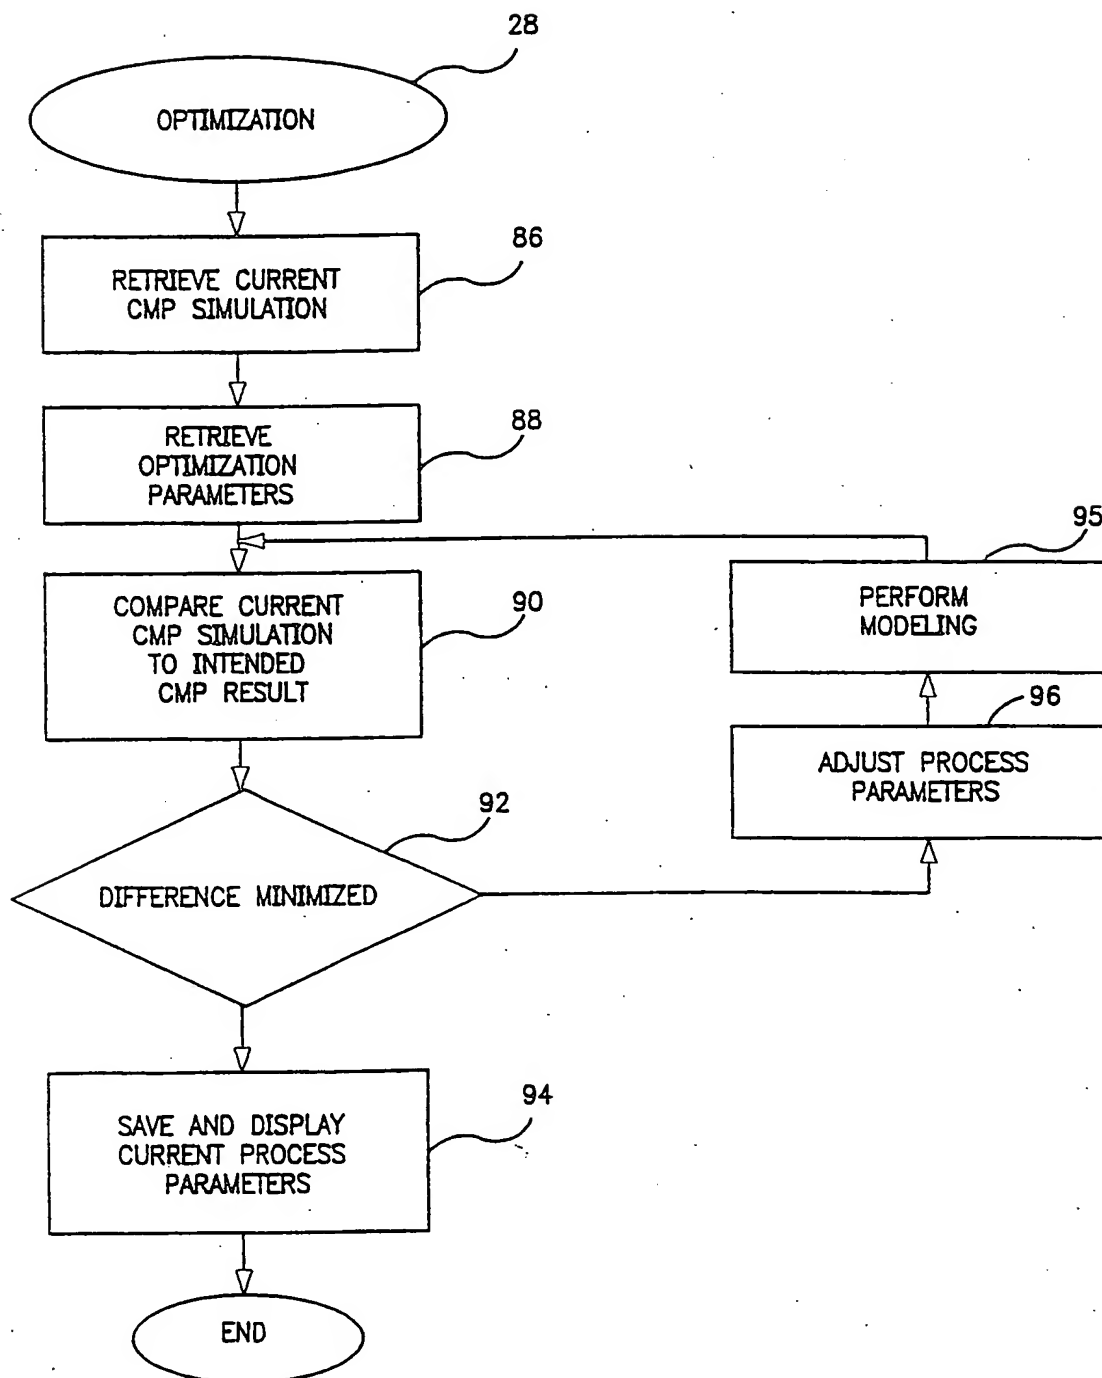 28
OPTIMIZATION
86
RETRIEVE CURRENT
CMP SIMULATION
88
RETRIEVE
OPTIMIZATION
PARAMETERS
95
PERFORM
MODELING
90
COMPARE CURRENT
CMP SIMULATION
TO INTENDED
CMP RESULT
96
ADJUST PROCESS
PARAMETERS
92
DIFFERENCE MINIMIZED
94
SAVE AND DISPLAY
CURRENT PROCESS
PARAMETERS
END